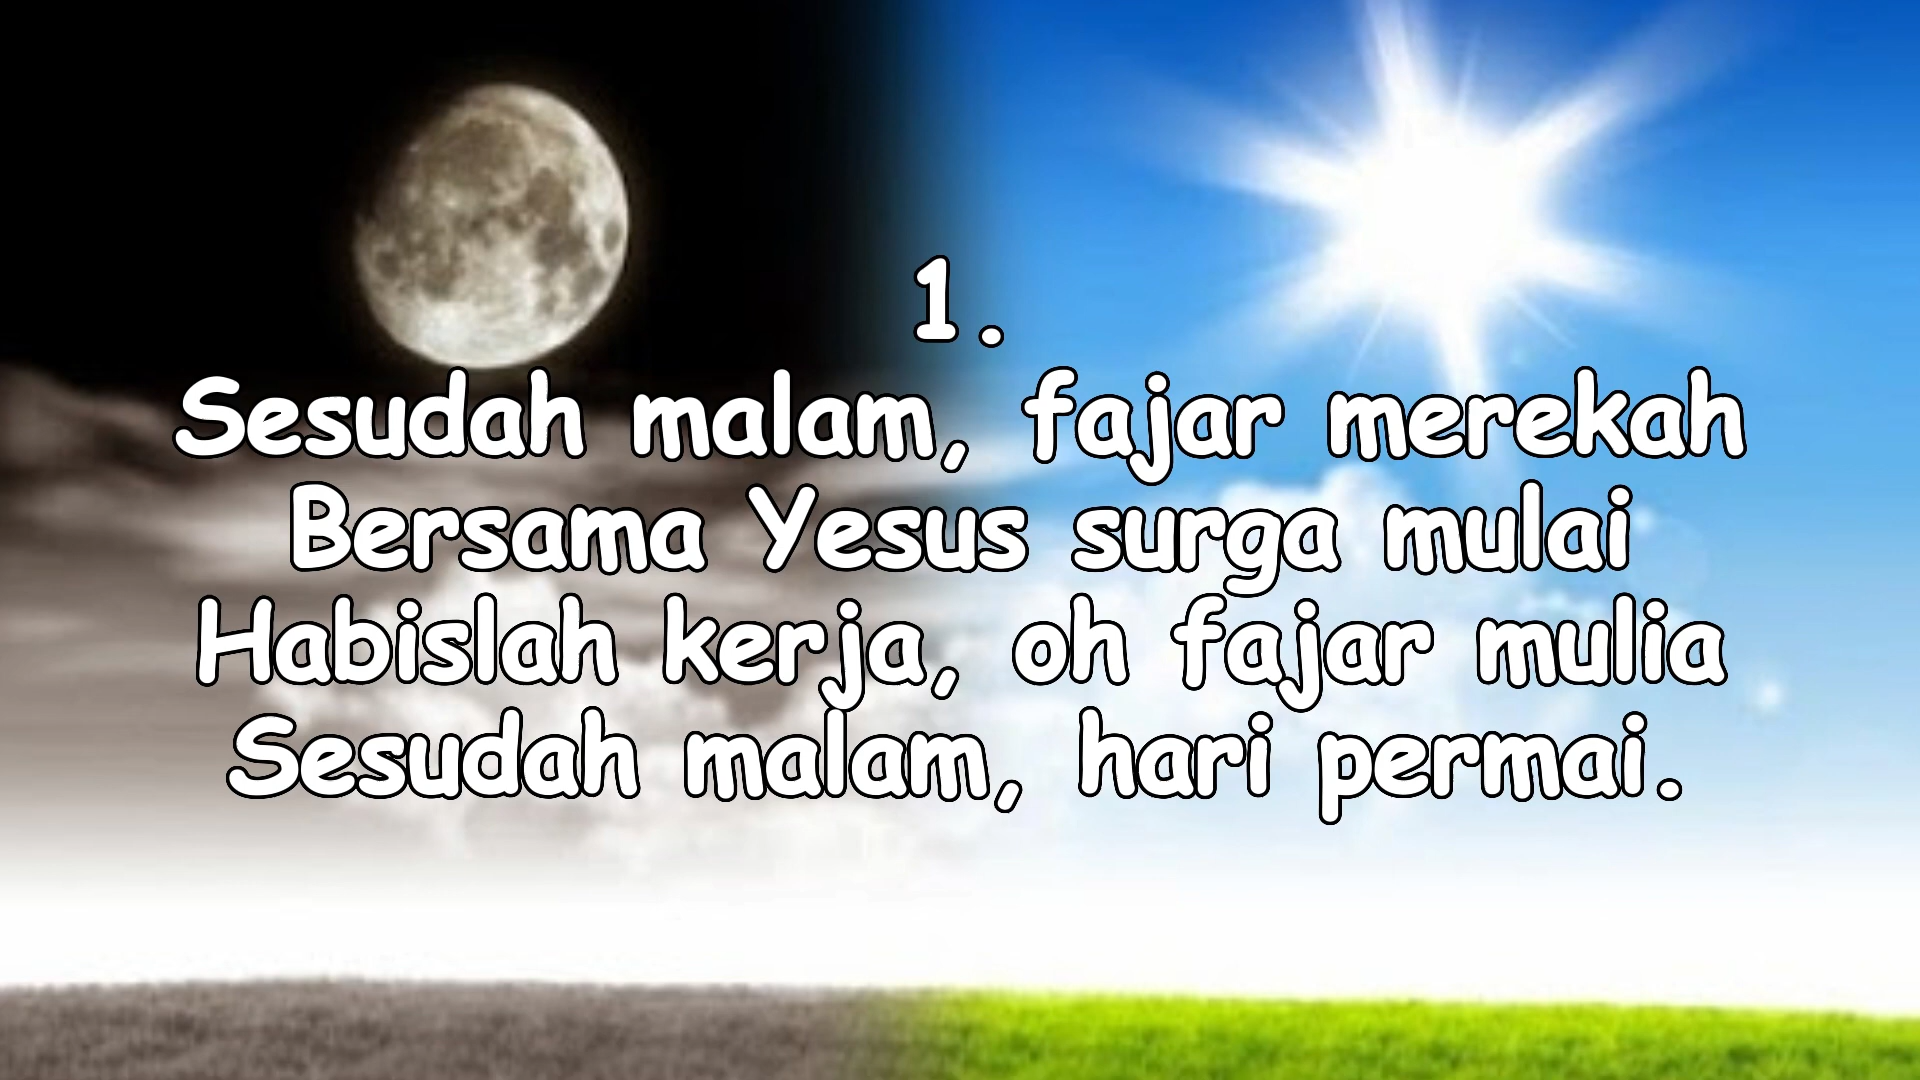 1.
Sesudah malam, fajar merekah
Bersama Yesus surga mulai
Habislah kerja, oh fajar mulia
Sesudah malam, hari permai.